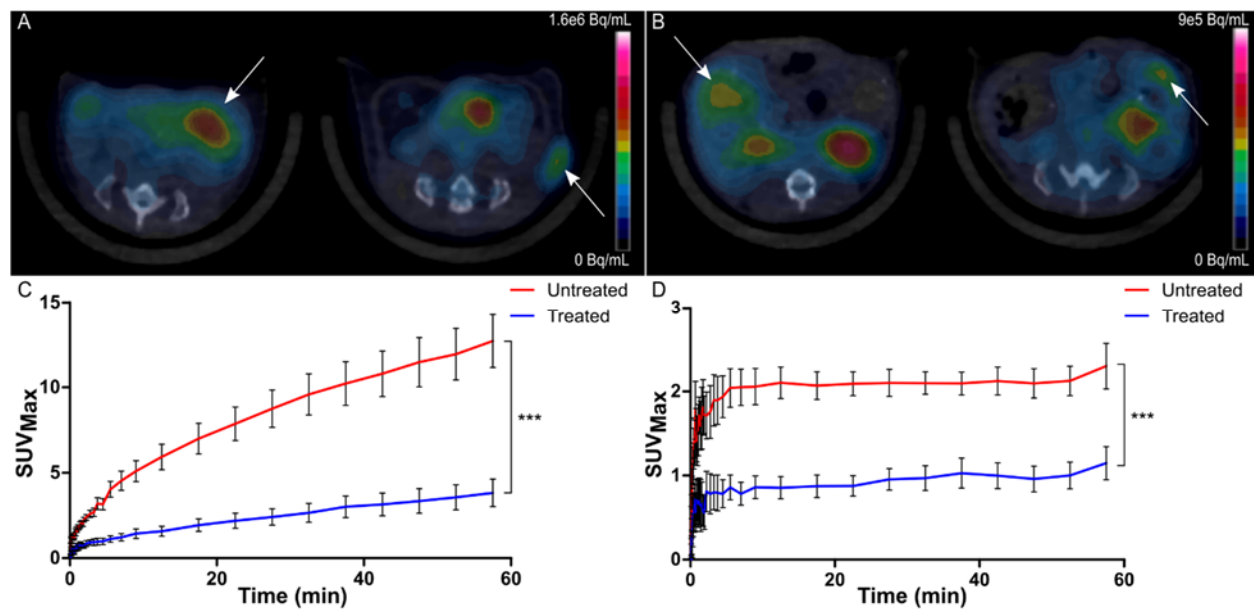 A
1.6e6 Bq/mL
0 Bq/mL
B
9e5 Bq/mL
0 Bq/mL
C
Untreated
Treated
SUVMax
15
10
5
0
0
20
40
60
Time (min)
***
D
Untreated
Treated
SUVMax
3
2
1
0
0
20
40
60
Time (min)
***